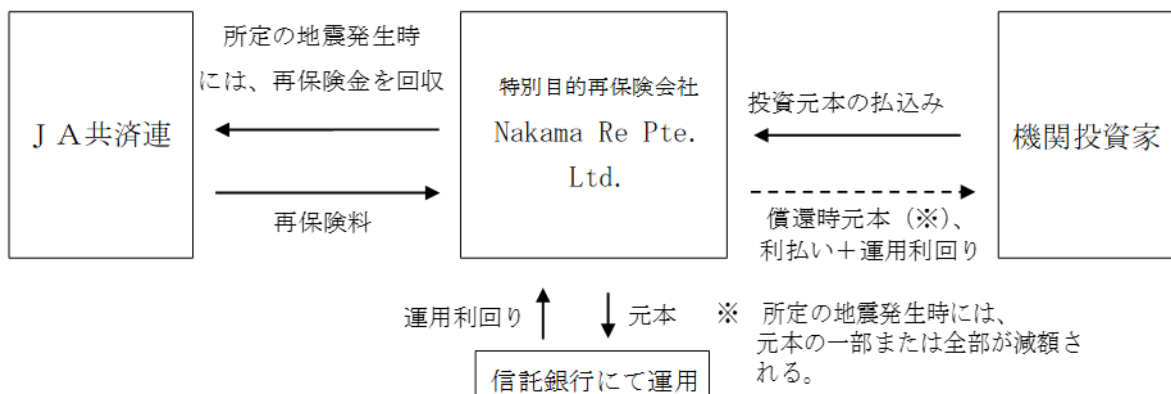 ＪＡ共済連
所定の地震発生時
には、再保険金を回収
再保険料
特別目的再保険会社
Nakama Re Pte.
Ltd.
投資元本の払込み
償還時元本（※）、
利払い＋運用利回り
機関投資家
運用利回り
元本
※　所定の地震発生時には、
元本の一部または全部が減額さ
れる。
信託銀行にて運用